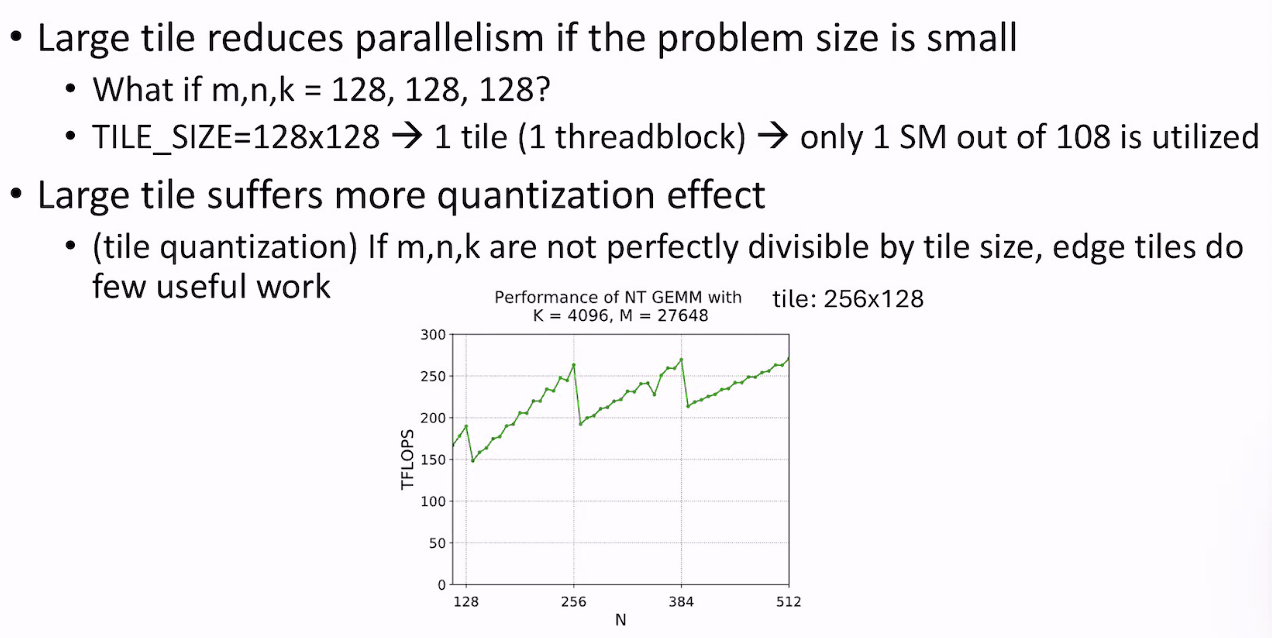 • Large tile reduces parallelism if the problem size is small
• What if m,n,k = 128, 128, 128?
• TILE_SIZE=128x128 → 1 tile (1 threadblock) → only 1 SM out of 108 is utilized
• Large tile suffers more quantization effect
• (tile quantization) If m,n,k are not perfectly divisible by tile size, edge tiles do
few useful work
Performance of NT GEMM with
K = 4096, M = 27648
tile: 256x128
300
250
200
150
100
50
0
TFLOPS
128 256 384 512
N